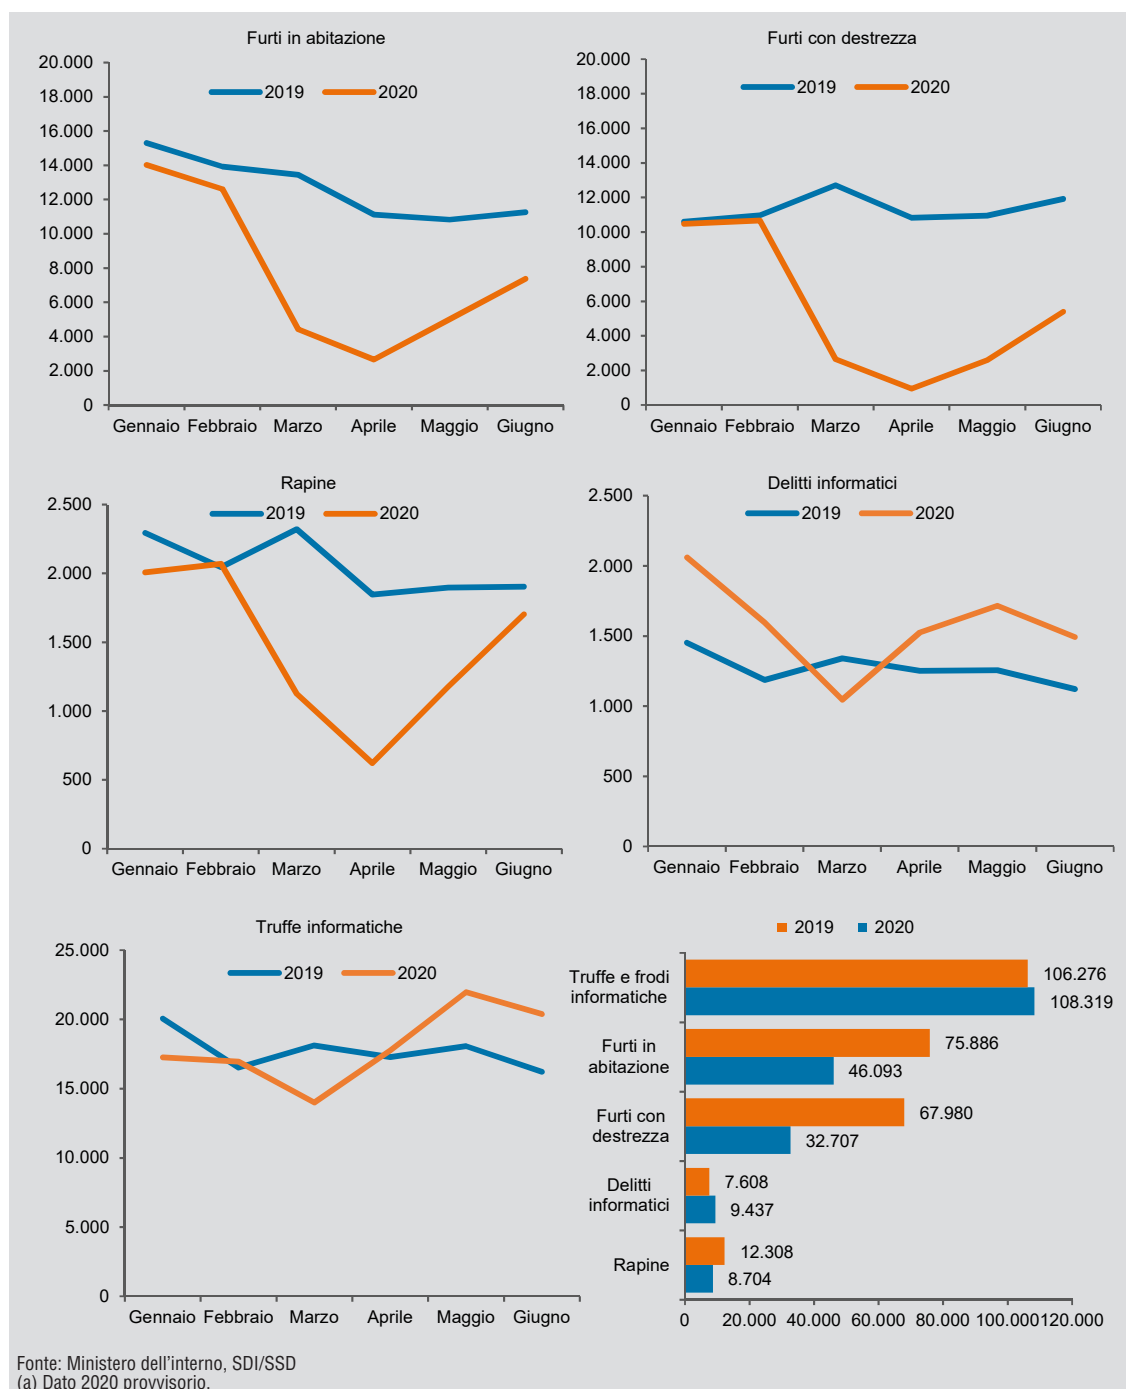 Furti in abitazione
20.000
18.000
16.000
14.000
12.000
10.000
8.000
6.000
4.000
2.000
0
2019 2020
Gennaio Febbraio Marzo Aprile Maggio Giugno
Furti con destrezza
20.000
18.000
16.000
14.000
12.000
10.000
8.000
6.000
4.000
2.000
0
2019 2020
Gennaio Febbraio Marzo Aprile Maggio Giugno
Rapine
2.500
2.000
1.500
1.000
500
0
2019 2020
Gennaio Febbraio Marzo Aprile Maggio Giugno
Delitti informatici
2.500
2.000
1.500
1.000
500
0
2019 2020
Gennaio Febbraio Marzo Aprile Maggio Giugno
Truffe informatiche
25.000
20.000
15.000
10.000
5.000
0
2019 2020
Gennaio Febbraio Marzo Aprile Maggio Giugno
2019 2020
Truffe e frodi
informatiche
106.276
108.319
Furti in
abitazione
75.886
46.093
Furti con
destrezza
67.980
32.707
Delitti
informatici
7.608
9.437
Rapine
12.308
8.704
0 20.000 40.000 60.000 80.000 100.000 120.000
Fonte: Ministero dell'interno, SDI/SSD
(a) Dato 2020 provvisorio.